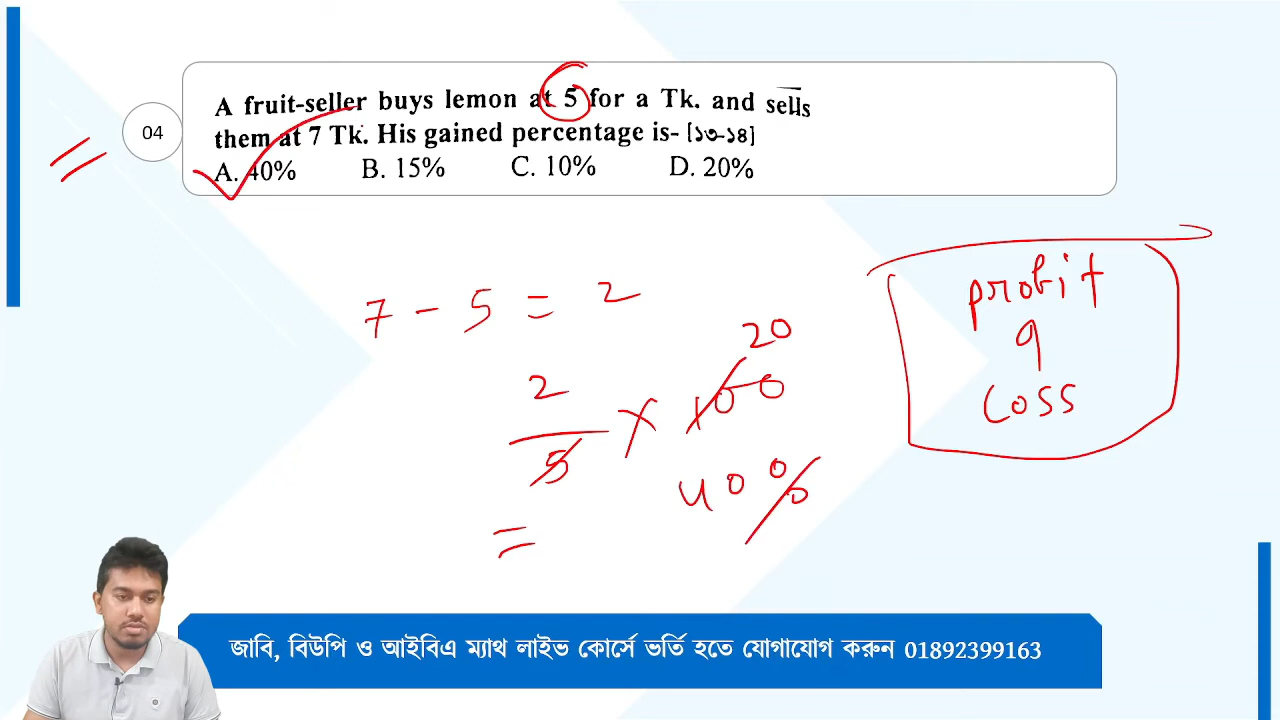 A fruit-seller buys lemon at 5 for a Tk. and sells
04
them at 7 Tk. His gained percentage is- [১৩-১৪]
A. 40% B. 15% C. 10% D. 20%
probit
&
Loss
7 - 5 = 2
20
2
5
× 100
40%
=
জাবি, বিউপি ও আইবিএ ম্যাথ লাইভ কোর্সে ভর্তি হতে যোগাযোগ করুন 01892399163